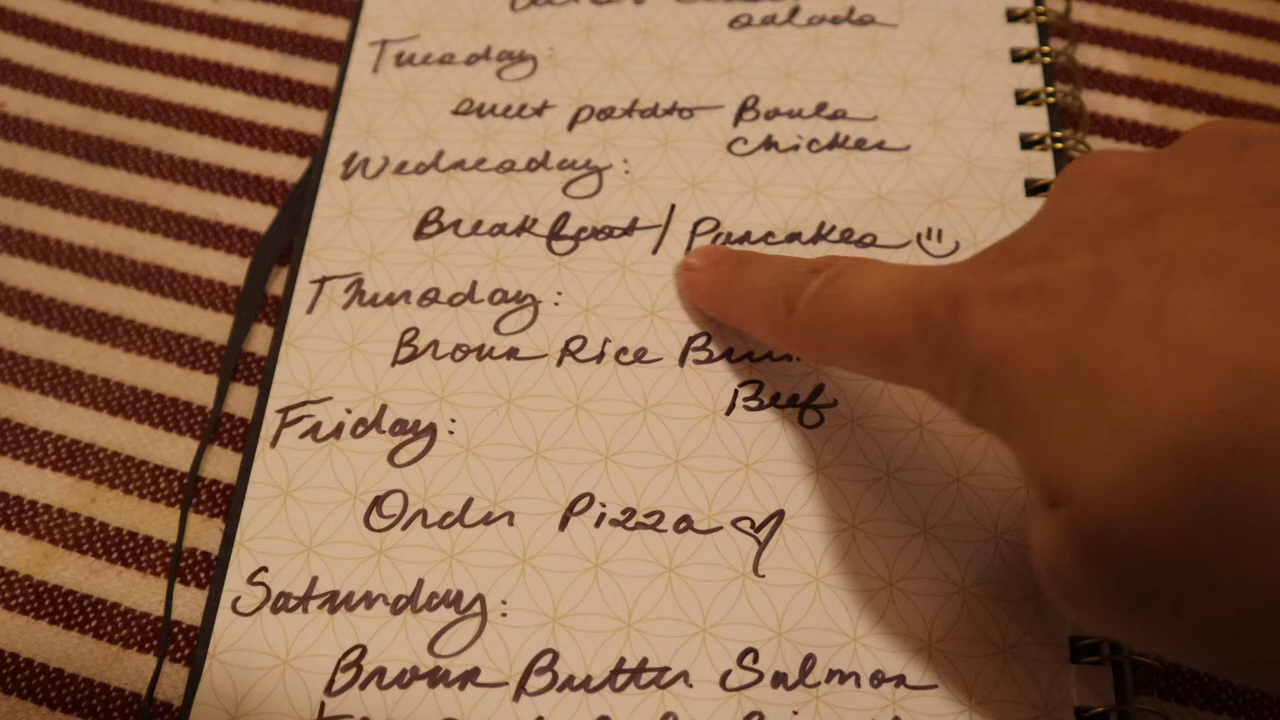 salads
Tuesday:
sweet potato Bowls
chicken
Wednesday:
Breakfast/Pancakes
Thursday:
Brown Rice
Beef
Friday:
Order Pizza
Saturday:
Brown Butter Salmon